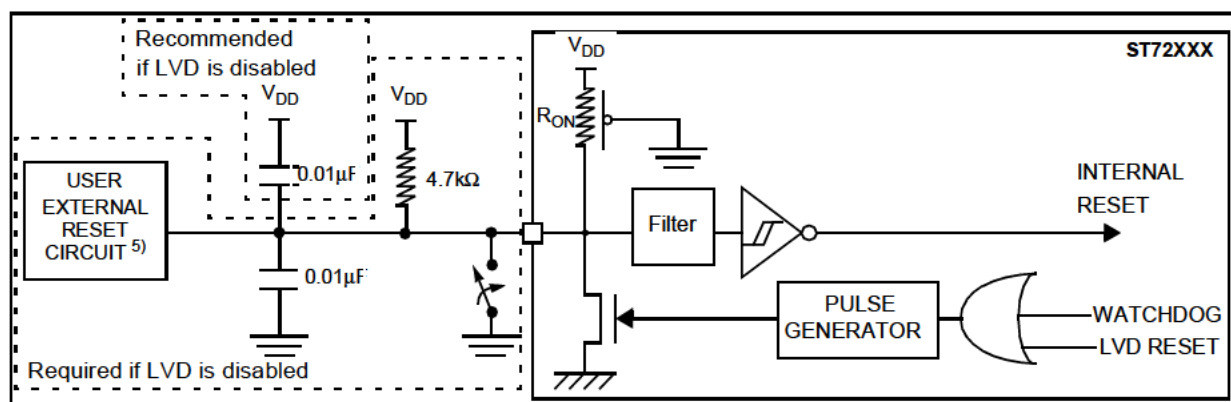 Recommended
if LVD is disabled
VDD
0.01µF
VDD
4.7kΩ
USER
EXTERNAL
RESET
CIRCUIT 5)
0.01µF
Required if LVD is disabled
ST72XXX
VDD
RON
Filter
INTERNAL
RESET
PULSE
GENERATOR
WATCHDOG
LVD RESET